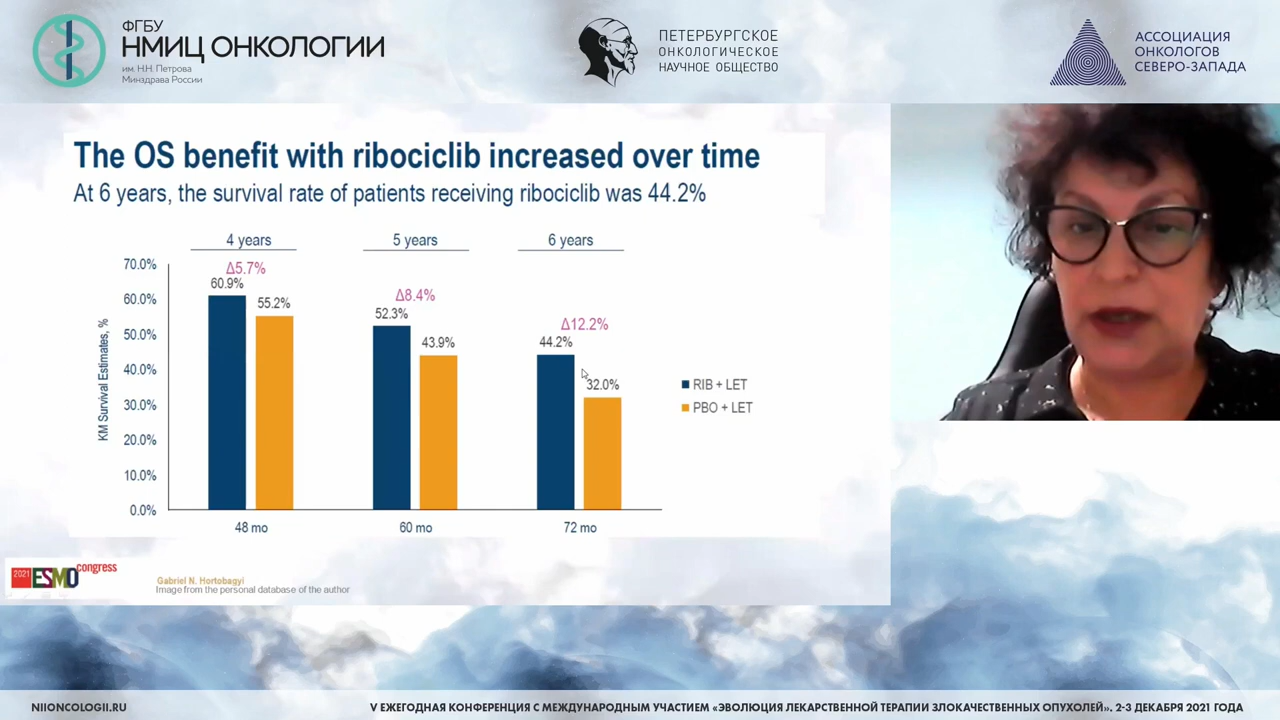 ФГБУ
НМИЦ ОНКОЛОГИИ
им. Н.Н. Петрова
Минздрава России
ПЕТЕРБУРГСКОЕ
ОНКОЛОГИЧЕСКОЕ
НАУЧНОЕ ОБЩЕСТВО
АССОЦИАЦИЯ
ОНКОЛОГОВ
СЕВЕРО-ЗАПАДА
The OS benefit with ribociclib increased over time
At 6 years, the survival rate of patients receiving ribociclib was 44.2%
4 years
5 years
6 years
KM Survival Estimates, %
70.0%
60.0%
50.0%
40.0%
30.0%
20.0%
10.0%
0.0%
Δ5.7%
60.9%
55.2%
Δ8.4%
52.3%
43.9%
Δ12.2%
44.2%
32.0%
RIB + LET
PBO + LET
48 mo
60 mo
72 mo
2021 ESMO congress
Gabriel N. Hortobagyi
Image from the personal database of the author
NIIONCOLOGII.RU
V ЕЖЕГОДНАЯ КОНФЕРЕНЦИЯ С МЕЖДУНАРОДНЫМ УЧАСТИЕМ «ЭВОЛЮЦИЯ ЛЕКАРСТВЕННОЙ ТЕРАПИИ ЗЛОКАЧЕСТВЕННЫХ ОПУХОЛЕЙ». 2-3 ДЕКАБРЯ 2021 ГОДА